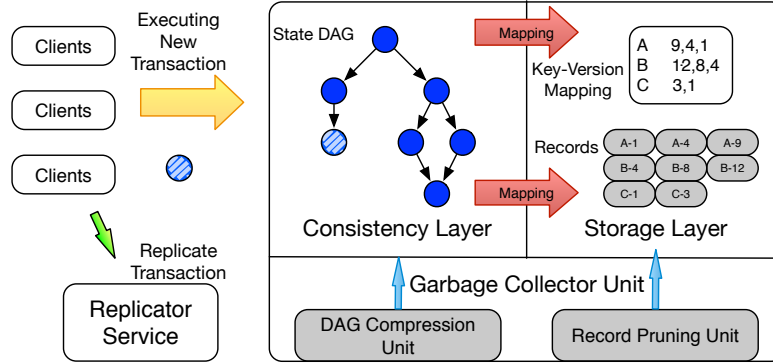 Clients
Clients
Clients
Executing
New
Transaction
Replicate
Transaction
Replicator
Service
State DAG
Mapping
Key-Version
Mapping
A 9,4,1
B 12,8,4
C 3,1
Records
A-1 A-4 A-9
B-4 B-8 B-12
C-1 C-3
Mapping
Consistency Layer
Storage Layer
Garbage Collector Unit
DAG Compression
Unit
Record Pruning Unit